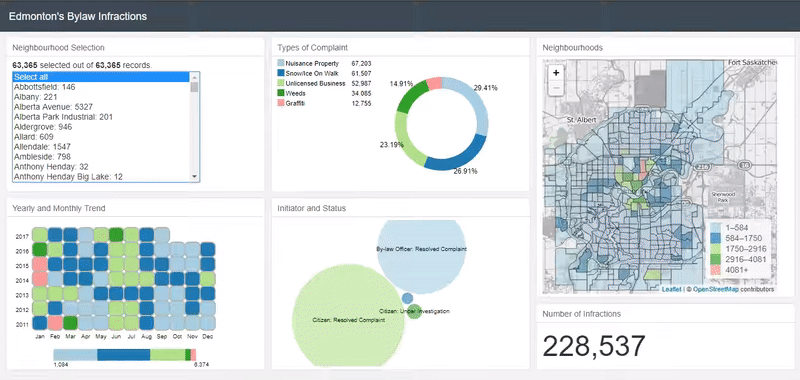 Edmonton's Bylaw Infractions
Neighbourhood Selection
63,365 selected out of 63,365 records.
Select all
Abbottsfield: 146
Albany: 221
Alberta Avenue: 5327
Alberta Park Industrial: 201
Aldergrove: 946
Allard: 609
Allendale: 1547
Ambleside: 798
Anthony Henday: 32
Anthony Henday Big Lake: 12
Types of Complaint
Nuisance Property 67,203
Snow/Ice On Walk 61,507
Unlicensed Business 52,987
Weeds 34,085
Graffiti 12,755
14.91%
29.41%
23.19%
26.91%
Neighbourhoods
+
−
Fort Saskatchewan
St. Albert
Sherwood
Park
1–584
584–1750
1750–2916
2916–4081
4081+
Leaflet | © OpenStreetMap contributors
Yearly and Monthly Trend
2017
2016
2015
2014
2013
2012
2011
Jan Feb Mar Apr May Jun Jul Aug Sep Oct Nov Dec
1,084 6,374
Initiator and Status
By-law Officer: Resolved Complaint
Citizen: Under Investigation
Citizen: Resolved Complaint
Number of Infractions
228,537